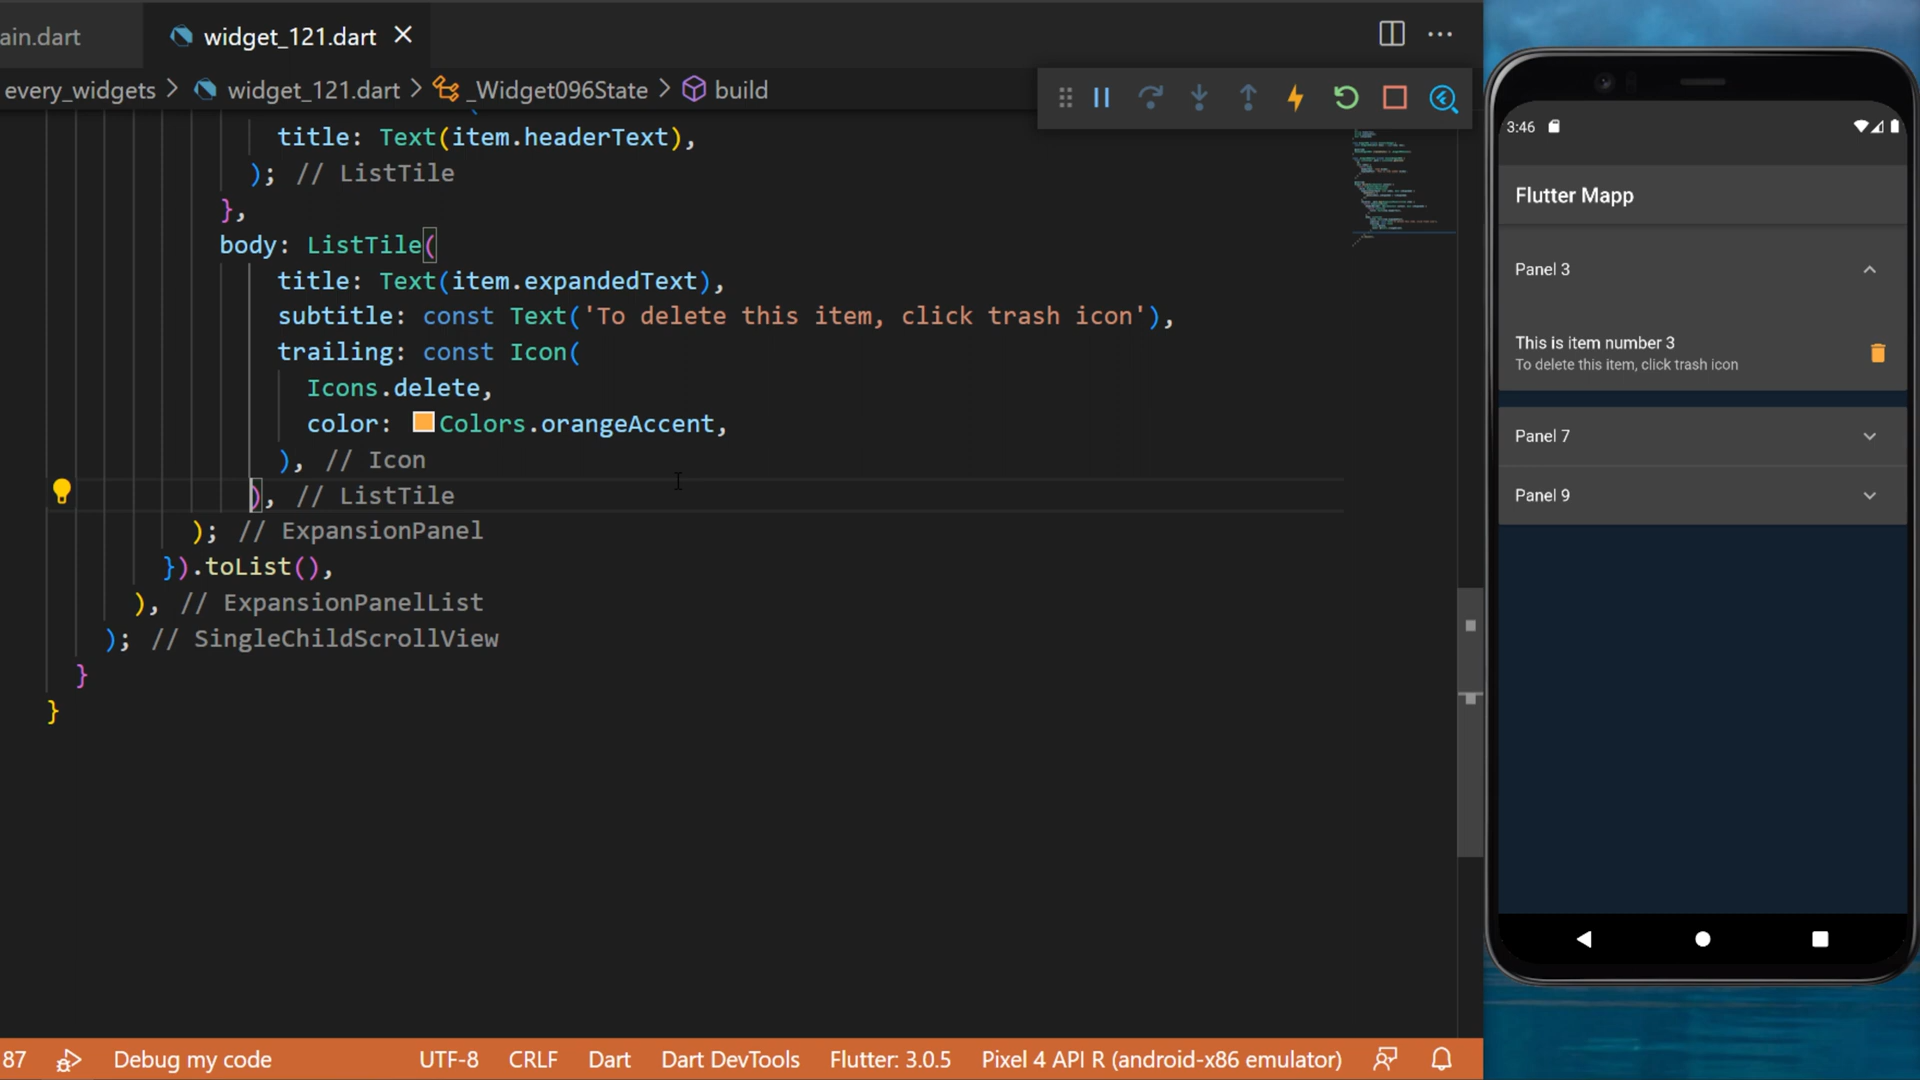 ain.dart
widget_121.dart
every_widgets > widget_121.dart > _Widget096State > build
title: Text(item.headerText),
); // ListTile
},
body: ListTile(
title: Text(item.expandedText),
subtitle: const Text('To delete this item, click trash icon'),
trailing: const Icon(
Icons.delete,
color: Colors.orangeAccent,
), // Icon
), // ListTile
); // ExpansionPanel
}).toList(),
), // ExpansionPanelList
); // SingleChildScrollView
}
}
87
Debug my code
UTF-8
CRLF
Dart
Dart DevTools
Flutter: 3.0.5
Pixel 4 API R (android-x86 emulator)
3:46
Flutter Mapp
Panel 3
This is item number 3
To delete this item, click trash icon
Panel 7
Panel 9